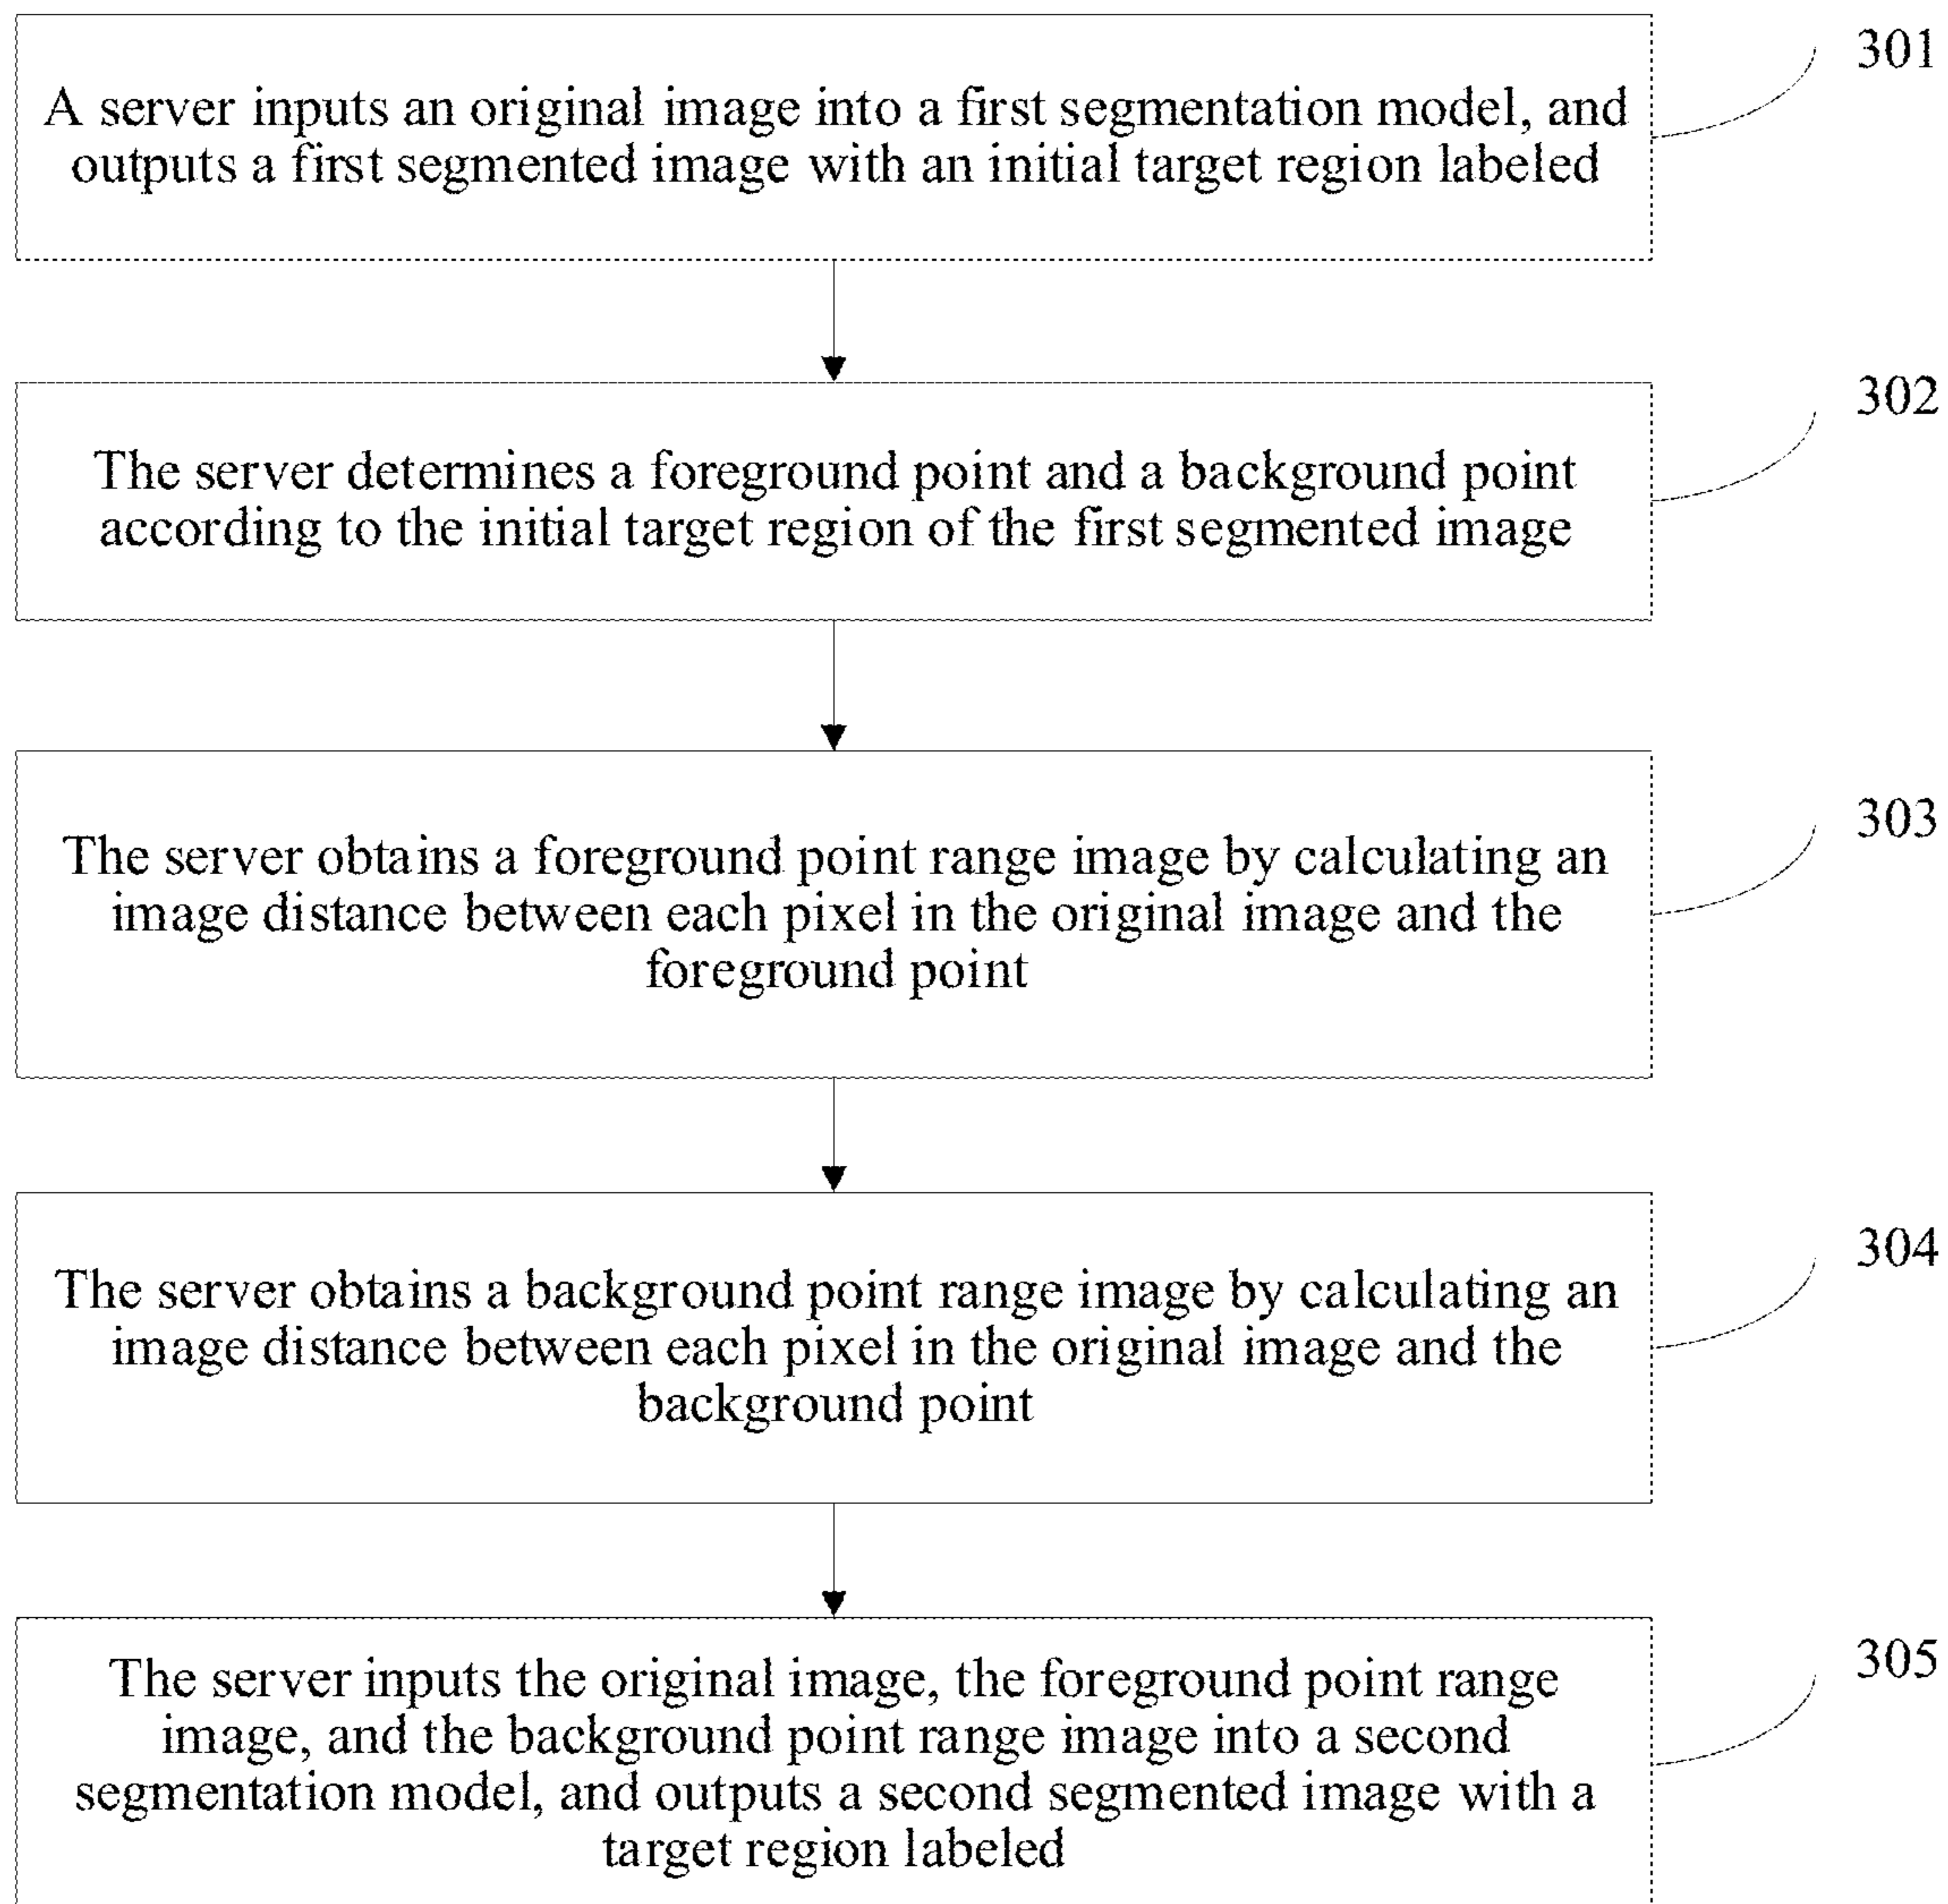 301
A server inputs an original image into a first segmentation model, and
outputs a first segmented image with an initial target region labeled
302
The server determines a foreground point and a background point
according to the initial target region of the first segmented image
303
The server obtains a foreground point range image by calculating an
image distance between each pixel in the original image and the
foreground point
304
The server obtains a background point range image by calculating an
image distance between each pixel in the original image and the
background point
305
The server inputs the original image, the foreground point range
image, and the background point range image into a second
segmentation model, and outputs a second segmented image with a
target region labeled